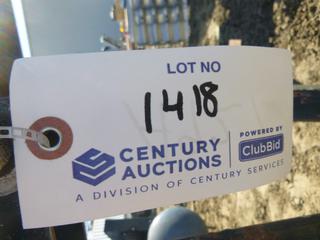 LOT NO
1418
CENTURY AUCTIONS
POWERED BY
ClubBid
A DIVISION OF CENTURY SERVICES